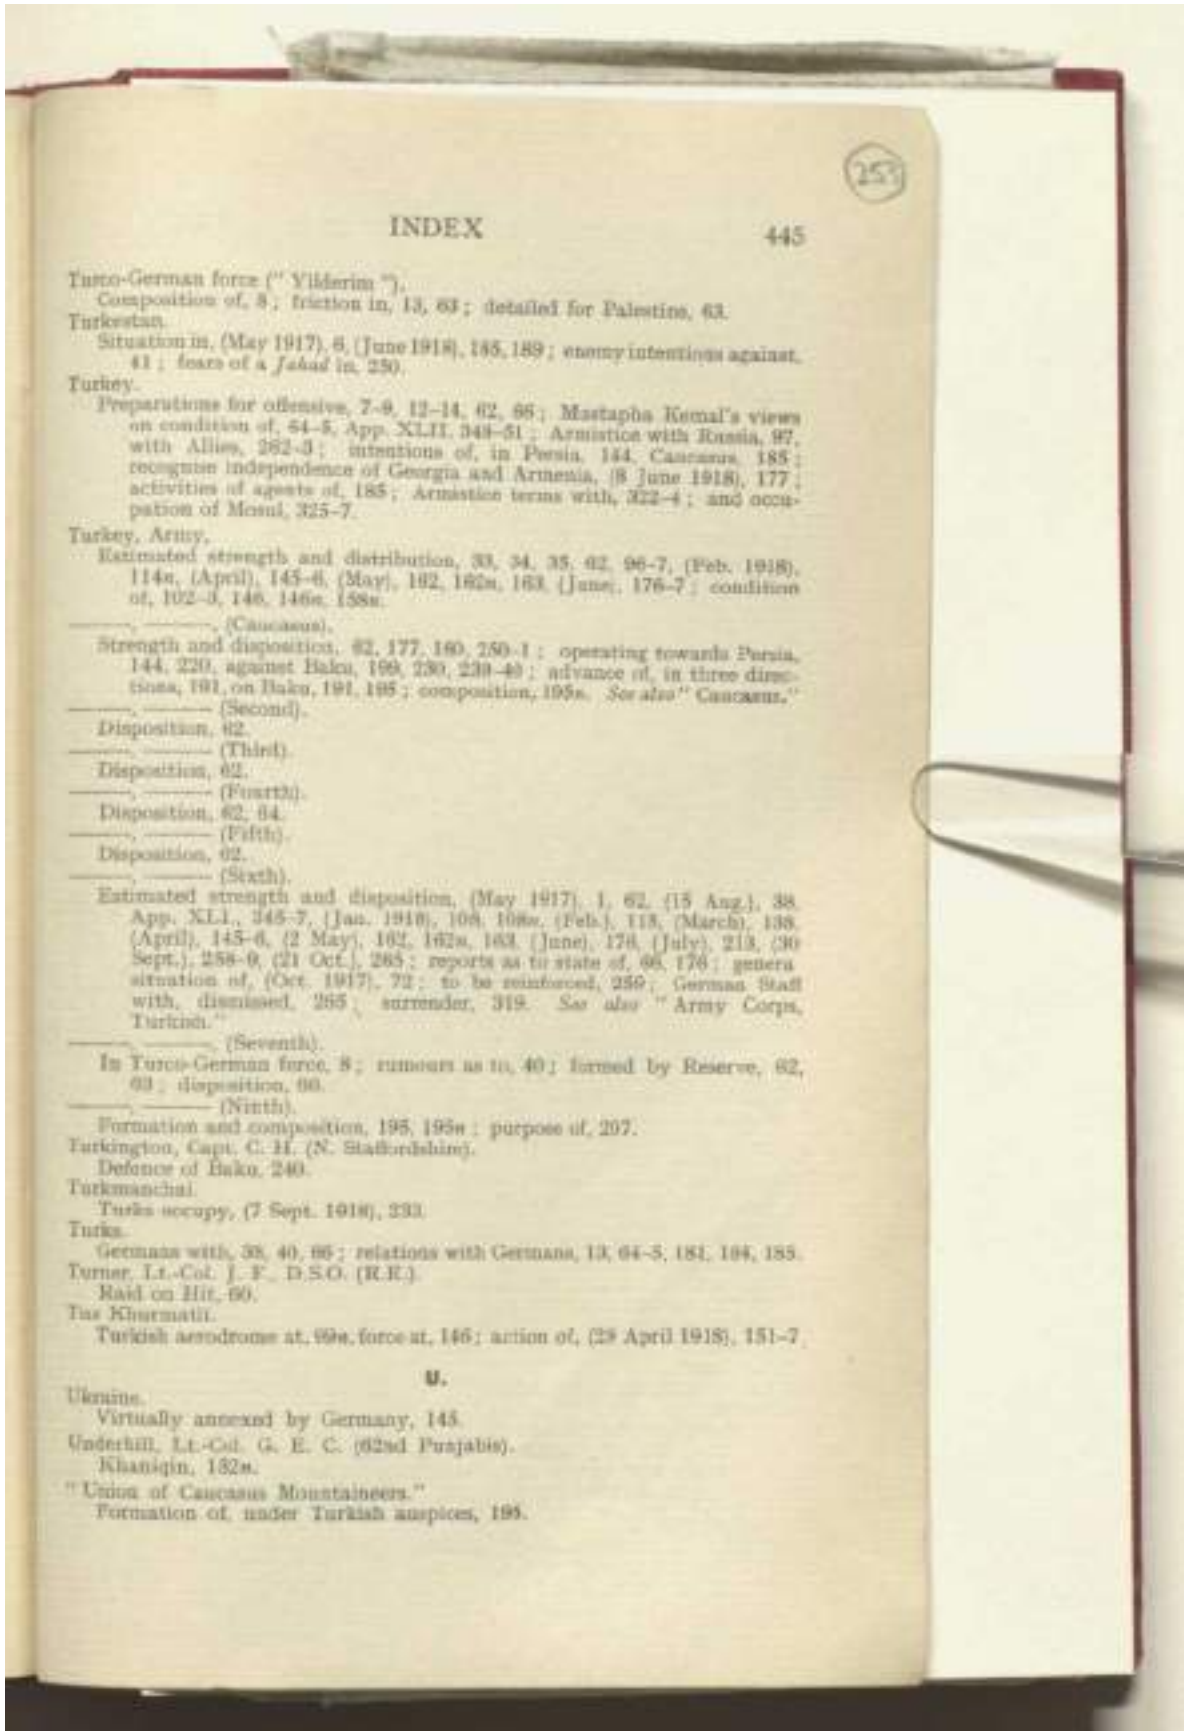 253
INDEX
445
Turco-German force (" Yilderim "),
Composition of, 8; friction in, 13, 63; detailed for Palestine, 63.
Turkestan.
Situation in, (May 1917), 6, (June 1918), 185, 189; enemy intentions against,
41; fears of a Jahad in, 250.
Turkey.
Preparations for offensive, 7–9, 12–14, 62, 66; Mustapha Kemal's views
on condition of, 64–5, App. XLII, 349–51; Armistice with Russia, 97,
with Allies, 262–3; intentions of, in Persia, 144, Caucasus, 185;
recognise independence of Georgia and Armenia, (8 June 1918), 177;
activities of agents of, 185; Armistice terms with, 322–4; and occu-
pation of Mosul, 325–7.
Turkey, Army,
Estimated strength and distribution, 33, 34, 35, 62, 96–7, (Feb. 1918),
114n, (April), 145–6, (May), 162, 162n, 163, (June), 176–7; condition
of, 102–3, 146, 146n, 158n.
———, ———, (Caucasus).
Strength and disposition, 62, 177, 180, 250–1; operating towards Persia,
144, 220, against Baku, 199, 230, 239–40; advance of, in three direc-
tions, 191, on Baku, 191, 195; composition, 195n. See also " Caucasus."
———, ——— (Second).
Disposition, 62.
———, ——— (Third).
Disposition, 62.
———, ——— (Fourth).
Disposition, 62, 64.
———, ——— (Fifth).
Disposition, 62.
———, ——— (Sixth).
Estimated strength and disposition, (May 1917), 1, 62, (15 Aug.), 38,
App. XLI., 345–7, (Jan. 1918), 108, 108n, (Feb.), 113, (March), 138,
(April), 145–6, (2 May), 162, 162n, 163, (June), 176, (July), 213, (30
Sept.), 258–9, (21 Oct.), 265; reports as to state of, 66, 176; genera
situation of, (Oct. 1917), 72; to be reinforced, 259; German Staff
with, dismissed, 265; surrender, 319. See also " Army Corps,
Turkish."
———, ———, (Seventh).
In Turco-German force, 8; rumours as to, 40; formed by Reserve, 62,
63; disposition, 66.
———, ——— (Ninth).
Formation and composition, 195, 195n; purpose of, 207.
Turkington, Capt. C. H. (N. Staffordshire).
Defence of Baku, 240.
Turkmanchai.
Turks occupy, (7 Sept. 1918), 233.
Turks.
Germans with, 38, 40, 66; relations with Germans, 13, 64–5, 181, 184, 185.
Turner, Lt.-Col. J. F., D.S.O. (R.E.).
Raid on Hit, 60.
Tuz Khurmatli.
Turkish aerodrome at, 99n, force at, 146; action of, (29 April 1918), 151–7.
U.
Ukraine.
Virtually annexed by Germany, 145.
Underhill, Lt.-Col. G. E. C. (62nd Punjabis).
Khaniqin, 132n.
" Union of Caucasus Mountaineers."
Formation of, under Turkish auspices, 195.